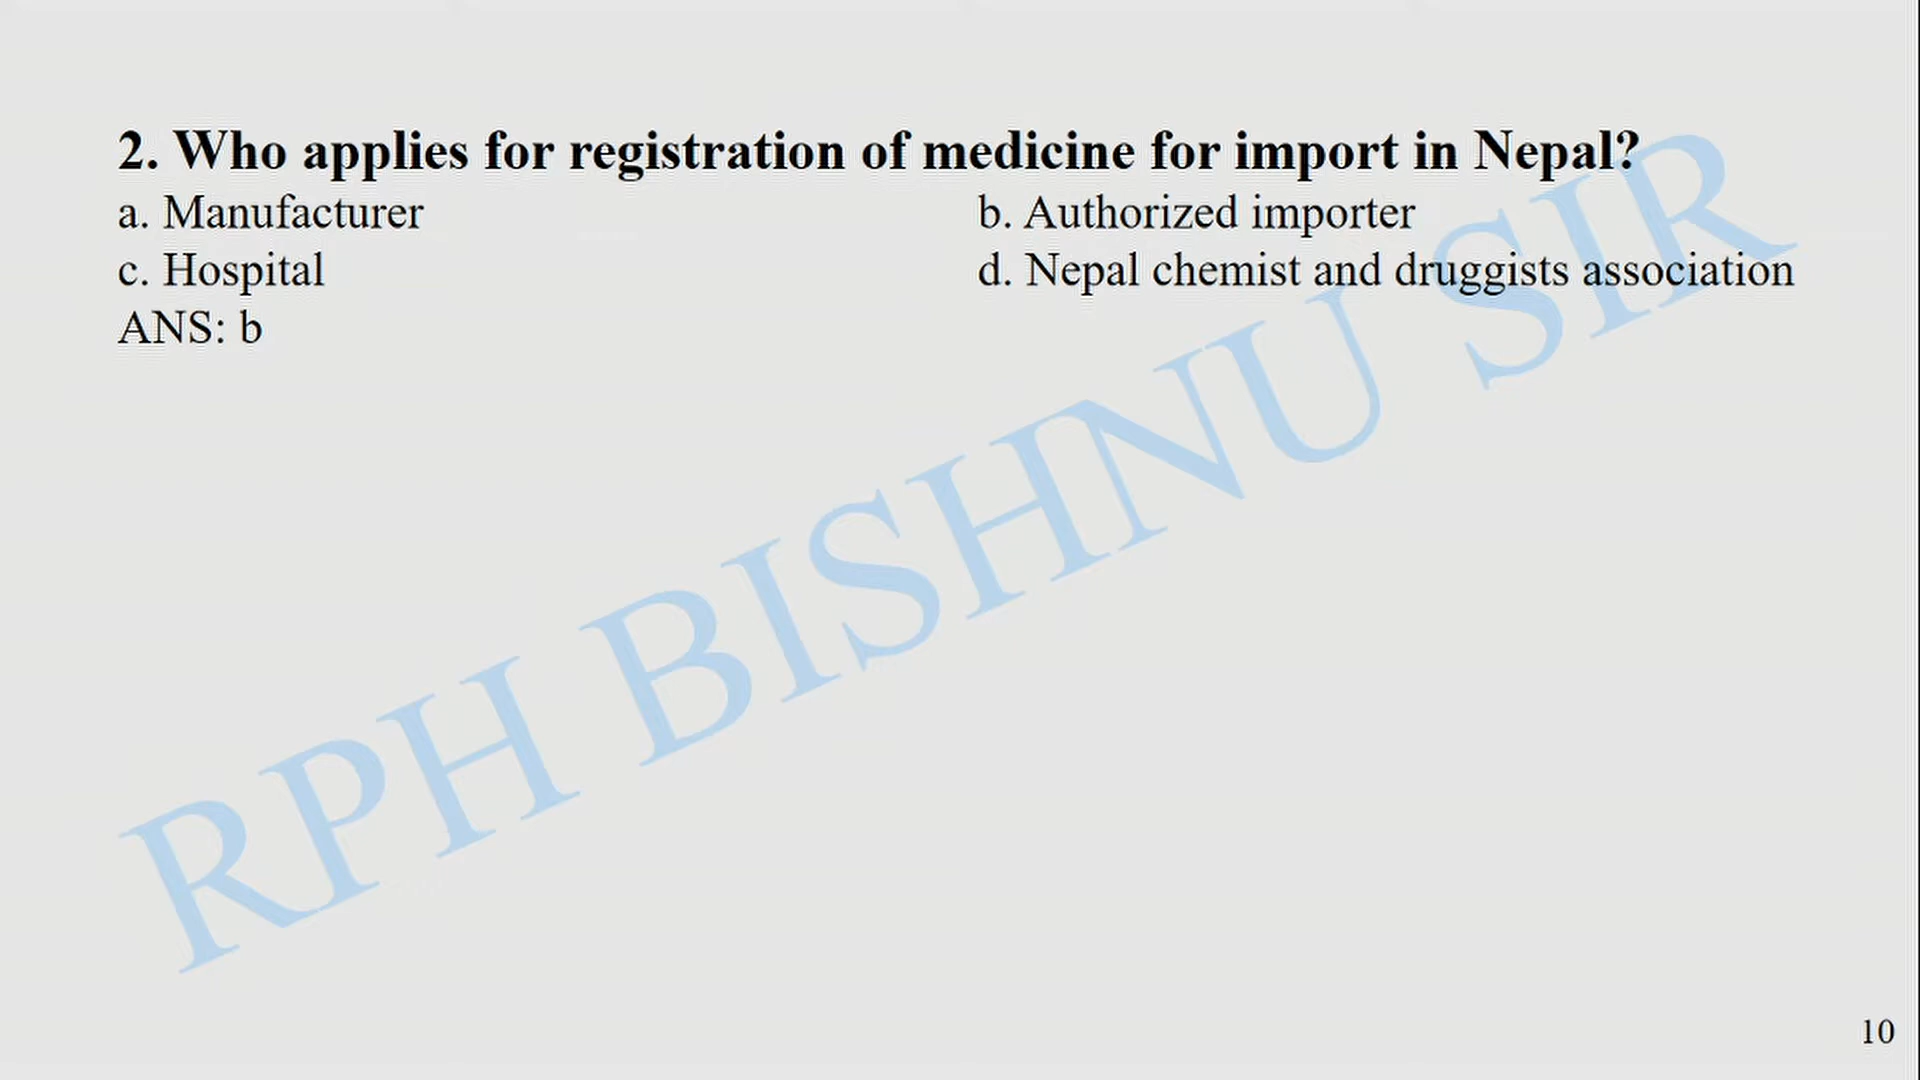 2. Who applies for registration of medicine for import in Nepal?
a. Manufacturer b. Authorized importer
c. Hospital d. Nepal chemist and druggists association
ANS: b
RPH BISHNU SIR
10